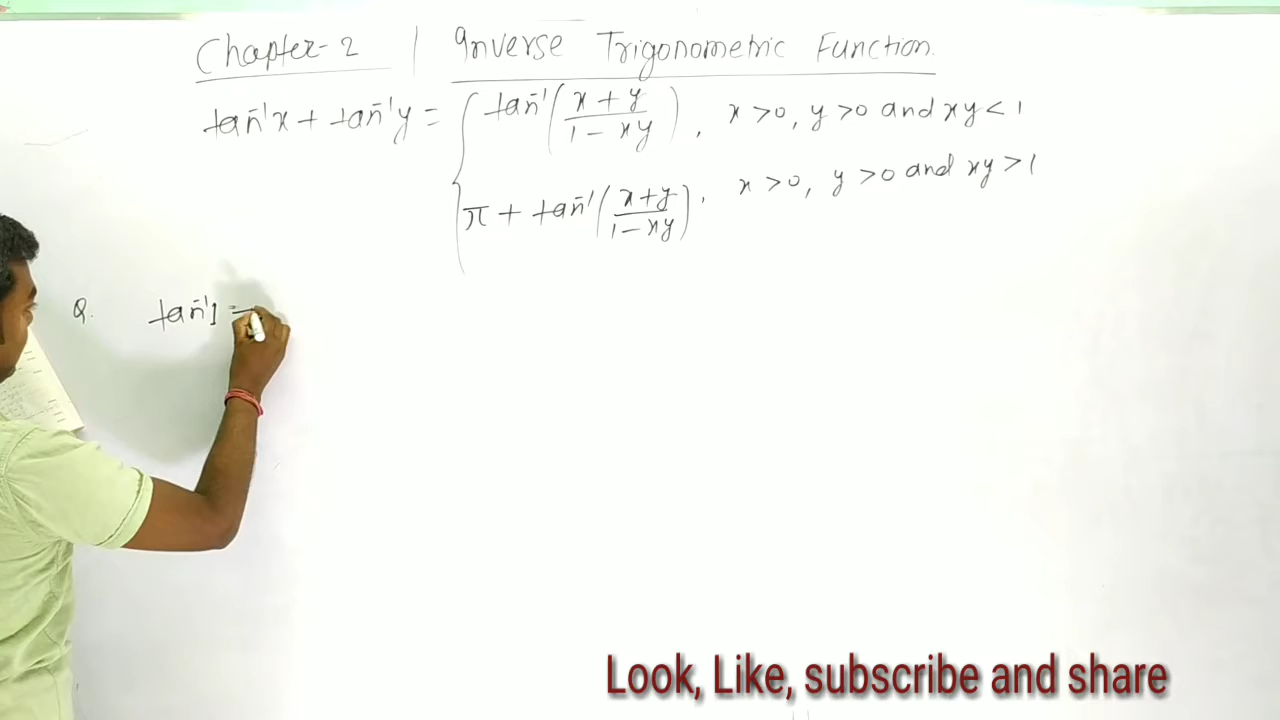 Chapter-2 | Inverse Trigonometric Function.
tan⁻¹x + tan⁻¹y = { tan⁻¹((x+y)/(1-xy)), x>0, y>0 and xy<1
π + tan⁻¹((x+y)/(1-xy)), x>0, y>0 and xy>1
Q. tan⁻¹1 =
Look, Like, subscribe and share